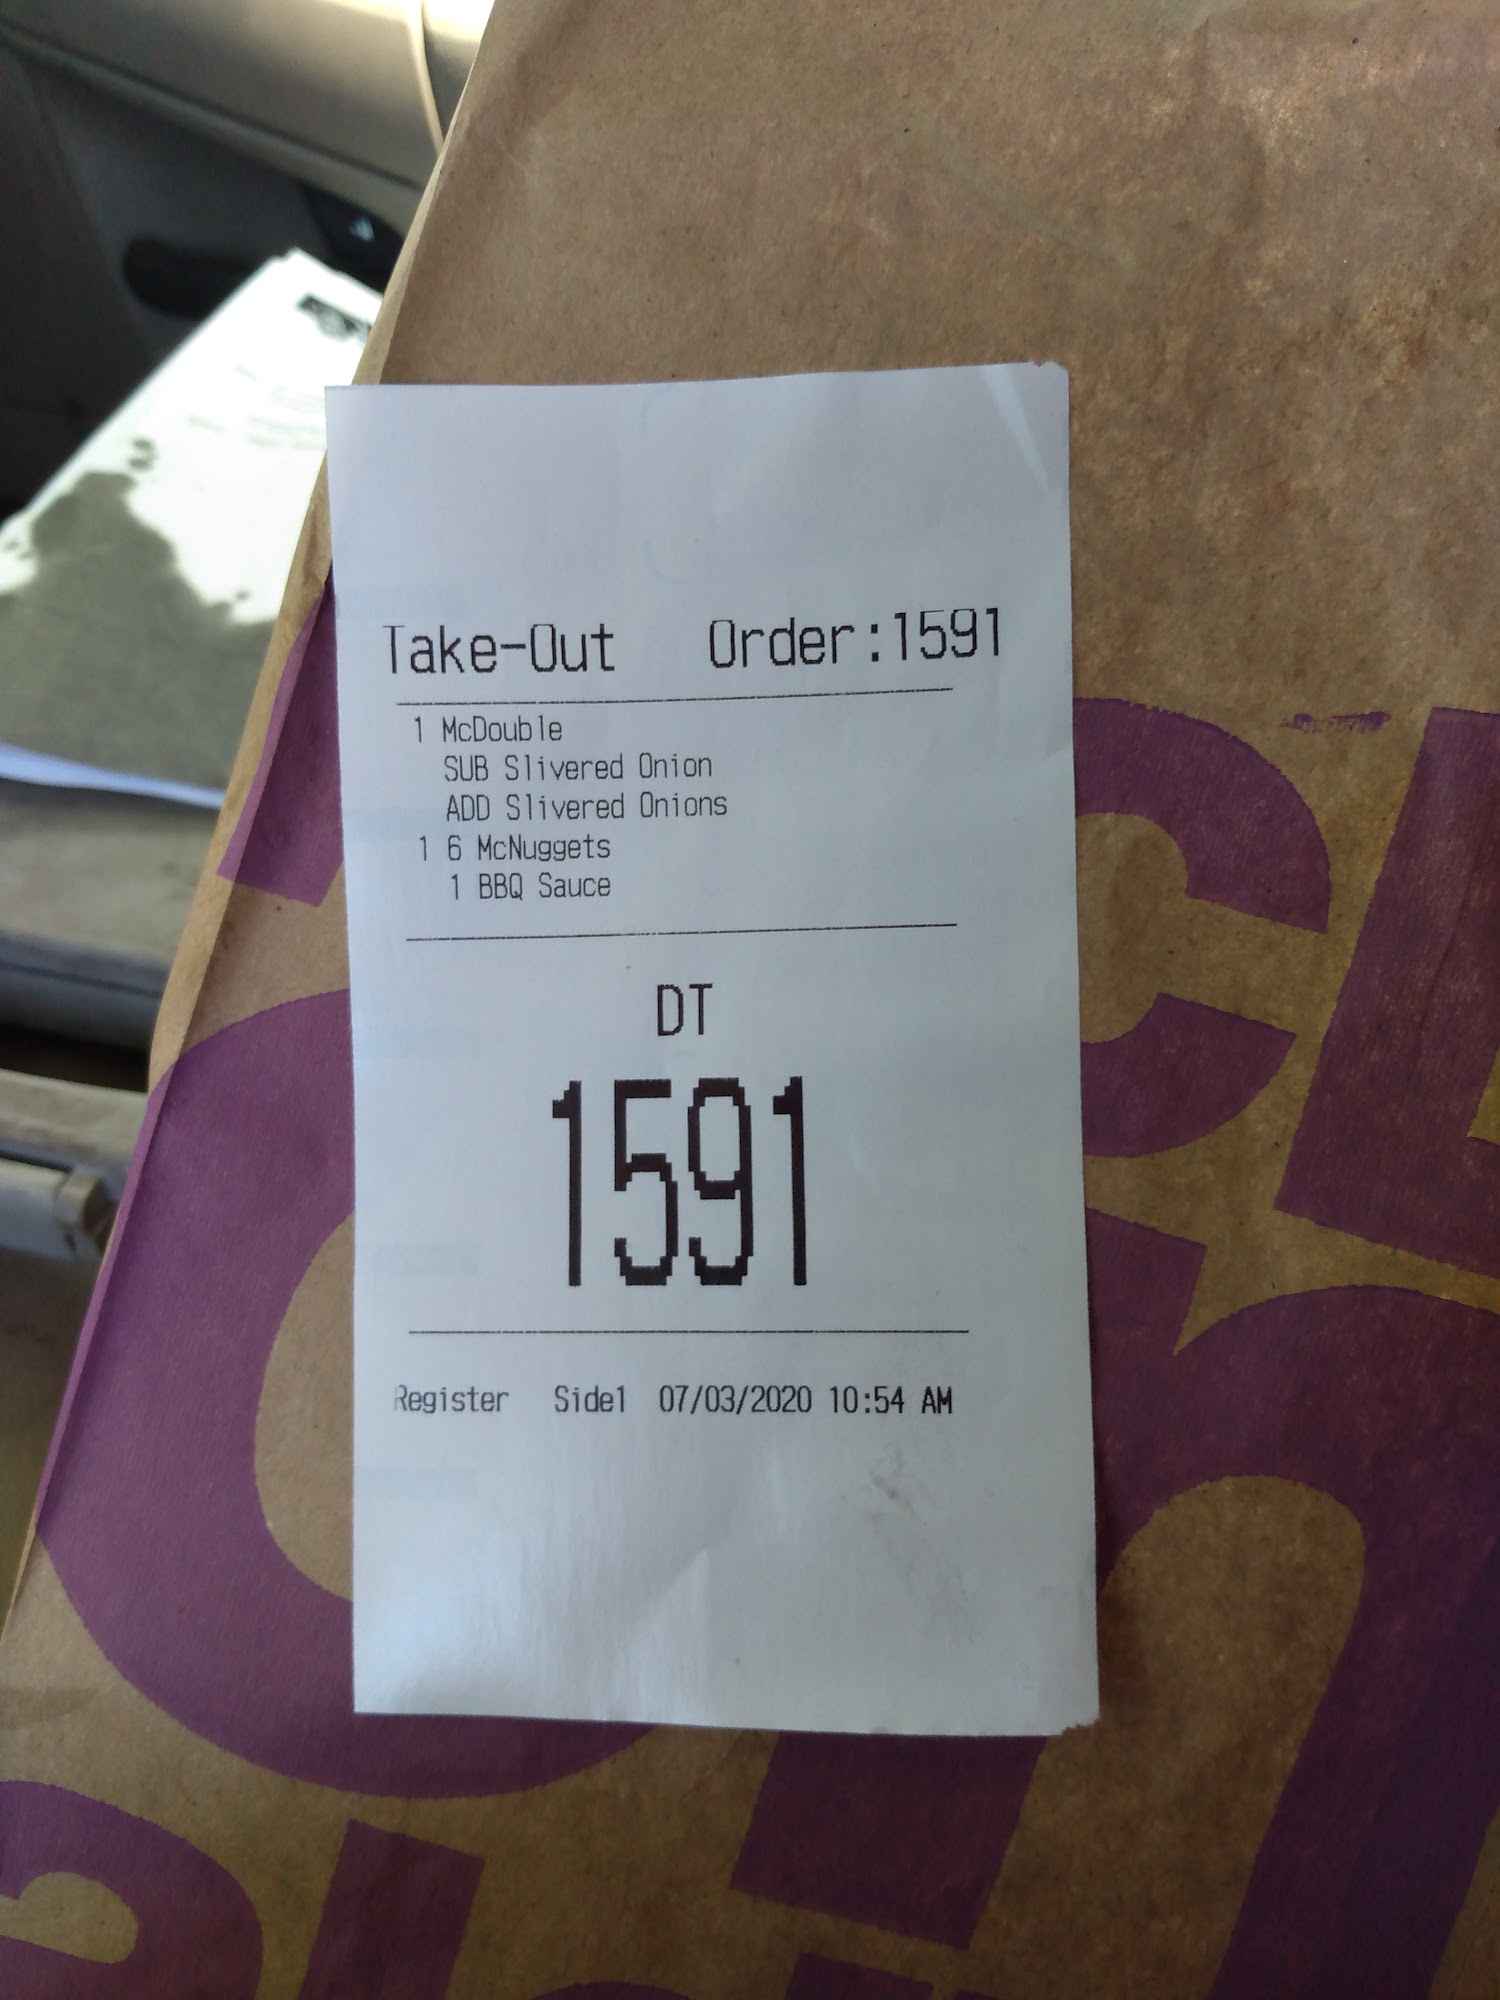 Take-Out Order:1591
1 McDouble
SUB Slivered Onion
ADD Slivered Onions
1 6 McNuggets
1 BBQ Sauce
DT
1591
Register Side1 07/03/2020 10:54 AM